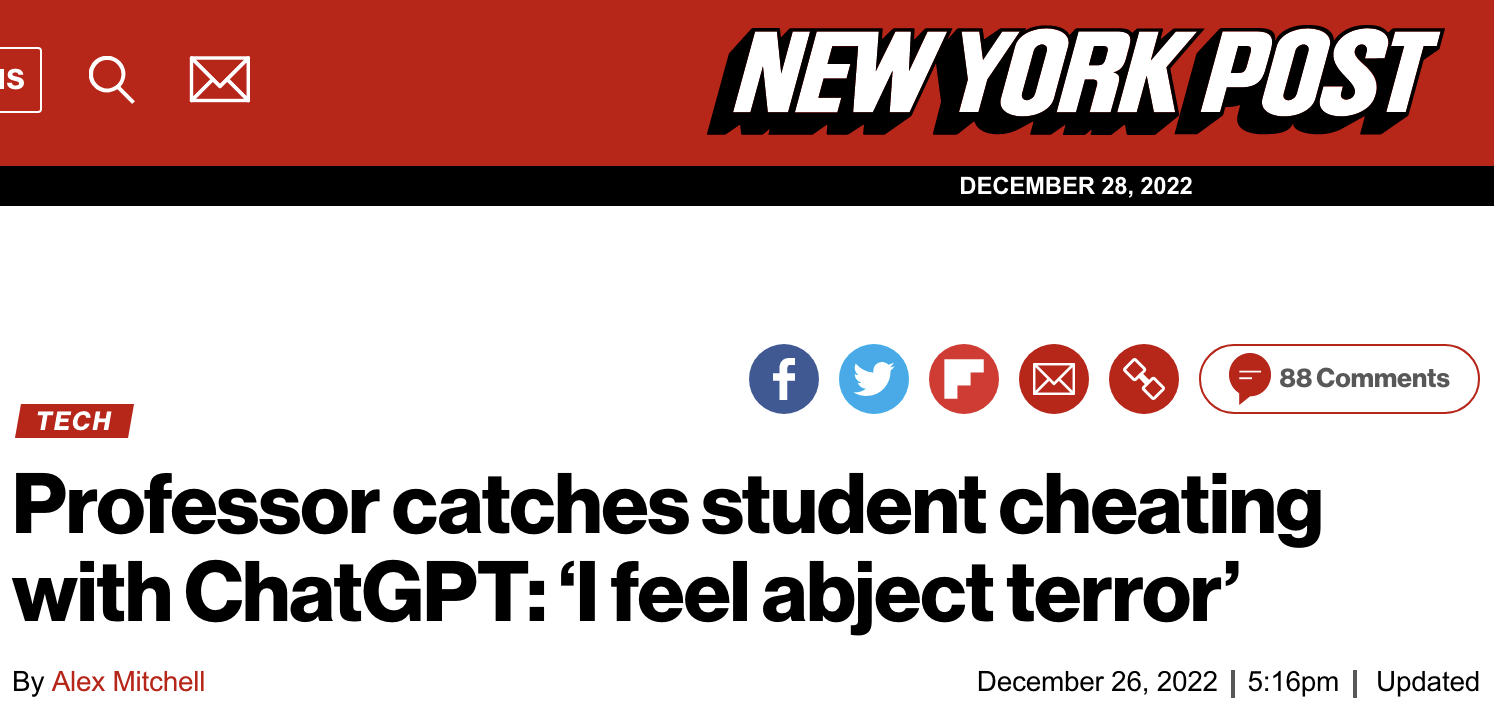 NEW YORK POST
DECEMBER 28, 2022
88 Comments
TECH
Professor catches student cheating
with ChatGPT: ‘I feel abject terror’
By Alex Mitchell
December 26, 2022 | 5:16pm | Updated